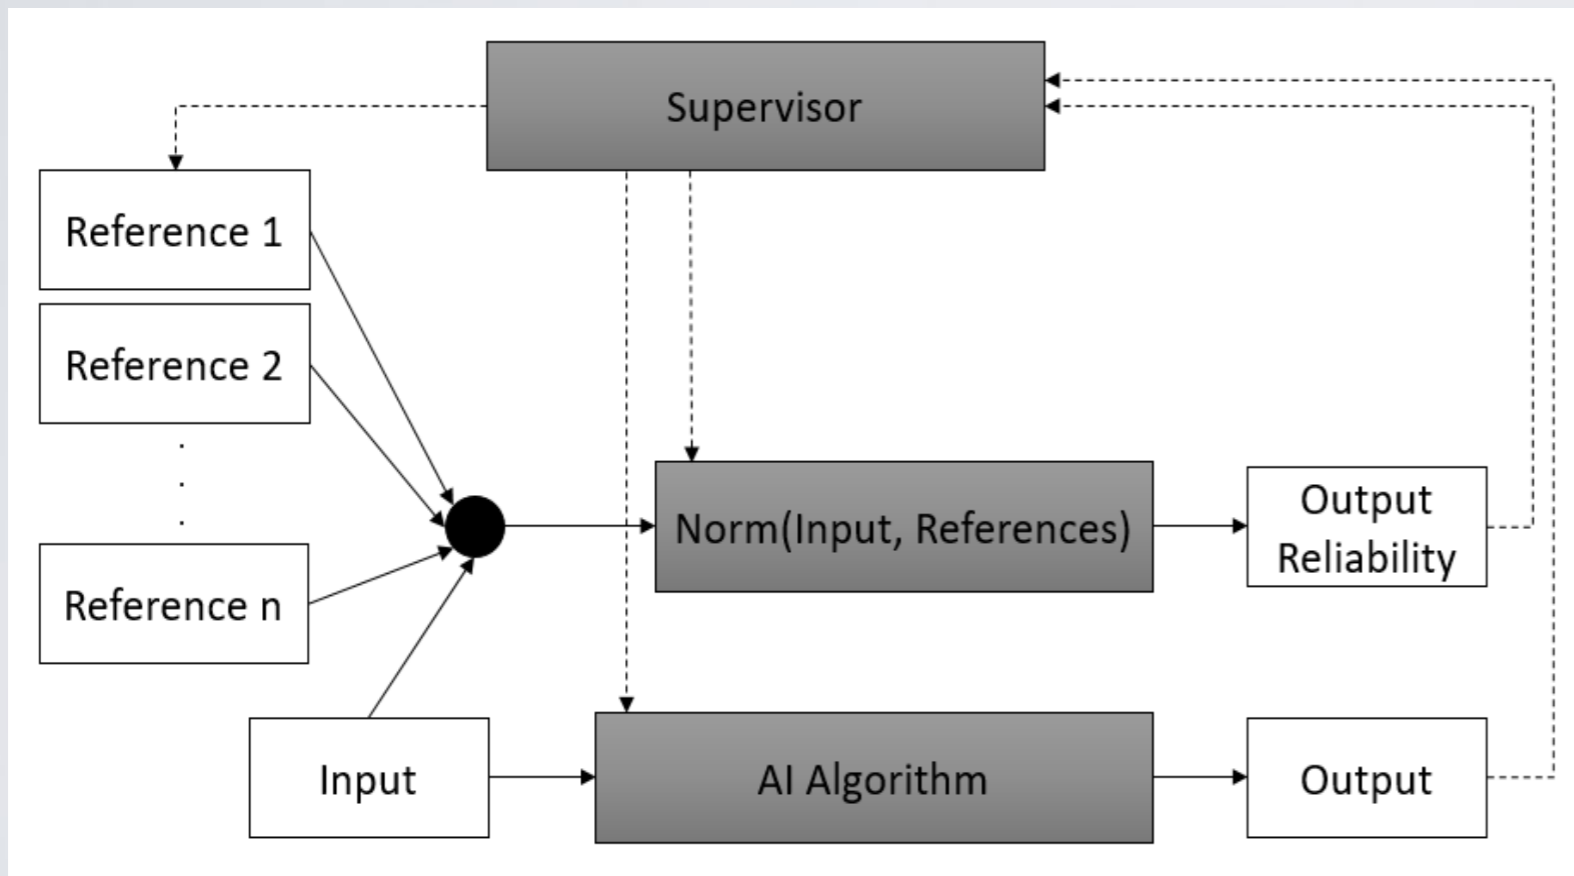 Supervisor
Reference 1
Reference 2
.
.
.
Reference n
Norm(Input, References)
Output
Reliability
Input
AI Algorithm
Output